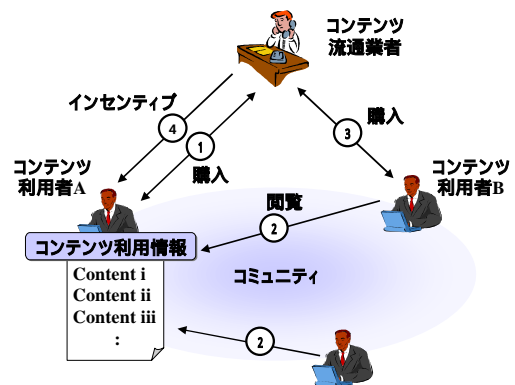 コンテンツ
流通業者
インセンティブ
4
1
購入
3
購入
コンテンツ
利用者A
コンテンツ
利用者B
閲覧
2
コンテンツ利用情報
Content i
Content ii
Content iii
:
コミュニティ
2